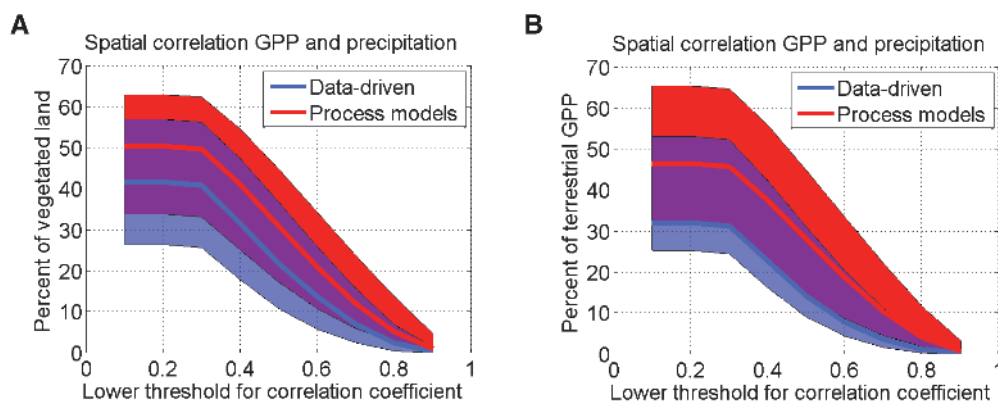 A
Spatial correlation GPP and precipitation
70
60
50
40
30
20
10
0
Percent of vegetated land
Data-driven
Process models
0 0.2 0.4 0.6 0.8 1
Lower threshold for correlation coefficient
B
Spatial correlation GPP and precipitation
70
60
50
40
30
20
10
0
Percent of terrestrial GPP
Data-driven
Process models
0 0.2 0.4 0.6 0.8 1
Lower threshold for correlation coefficient